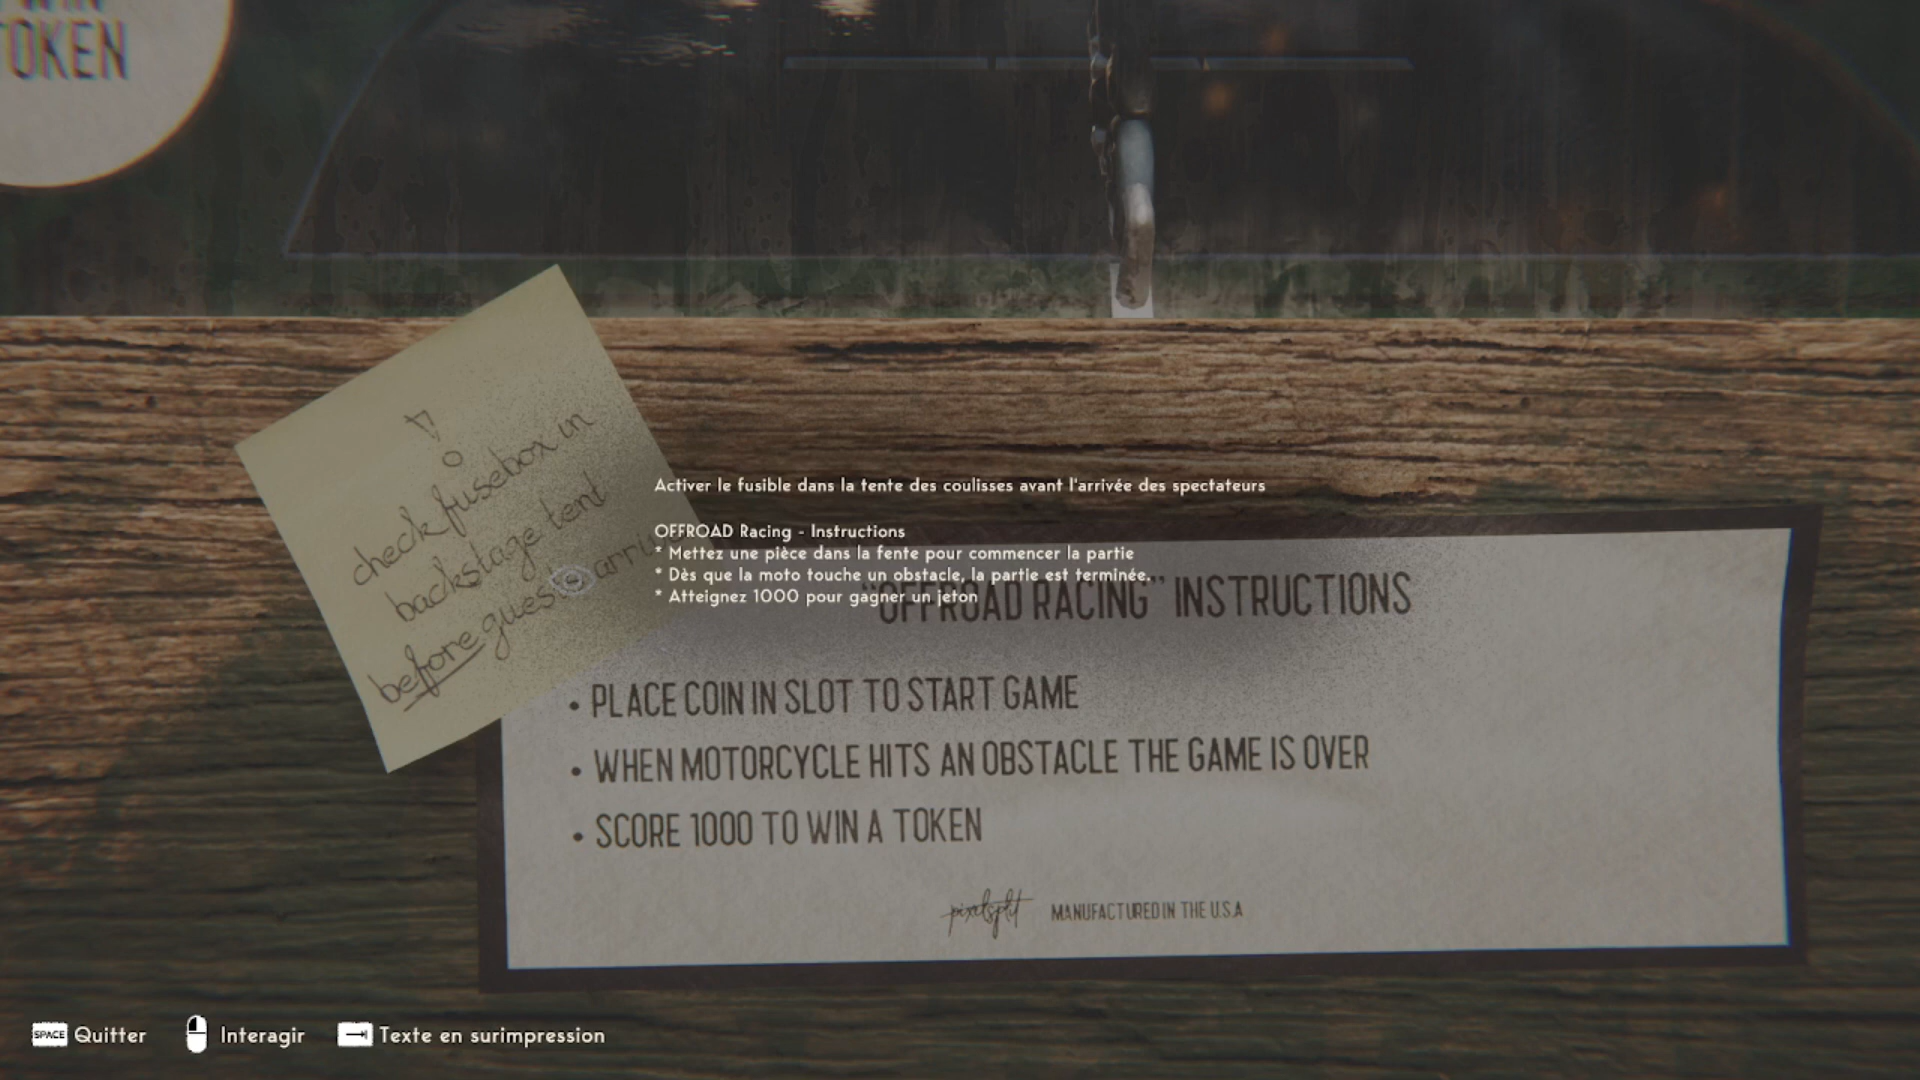 WIN
TOKEN
!
check fusebox in
backstage tent
before guests arrive
Activer le fusible dans la tente des coulisses avant l'arrivée des spectateurs
OFFROAD Racing - Instructions
* Mettez une pièce dans la fente pour commencer la partie
* Dès que la moto touche un obstacle, la partie est terminée.
* Atteignez 1000 pour gagner un jeton
"OFFROAD RACING" INSTRUCTIONS
• PLACE COIN IN SLOT TO START GAME
• WHEN MOTORCYCLE HITS AN OBSTACLE THE GAME IS OVER
• SCORE 1000 TO WIN A TOKEN
pixelsplit MANUFACTURED IN THE U.S.A
SPACE Quitter Interagir Texte en surimpression